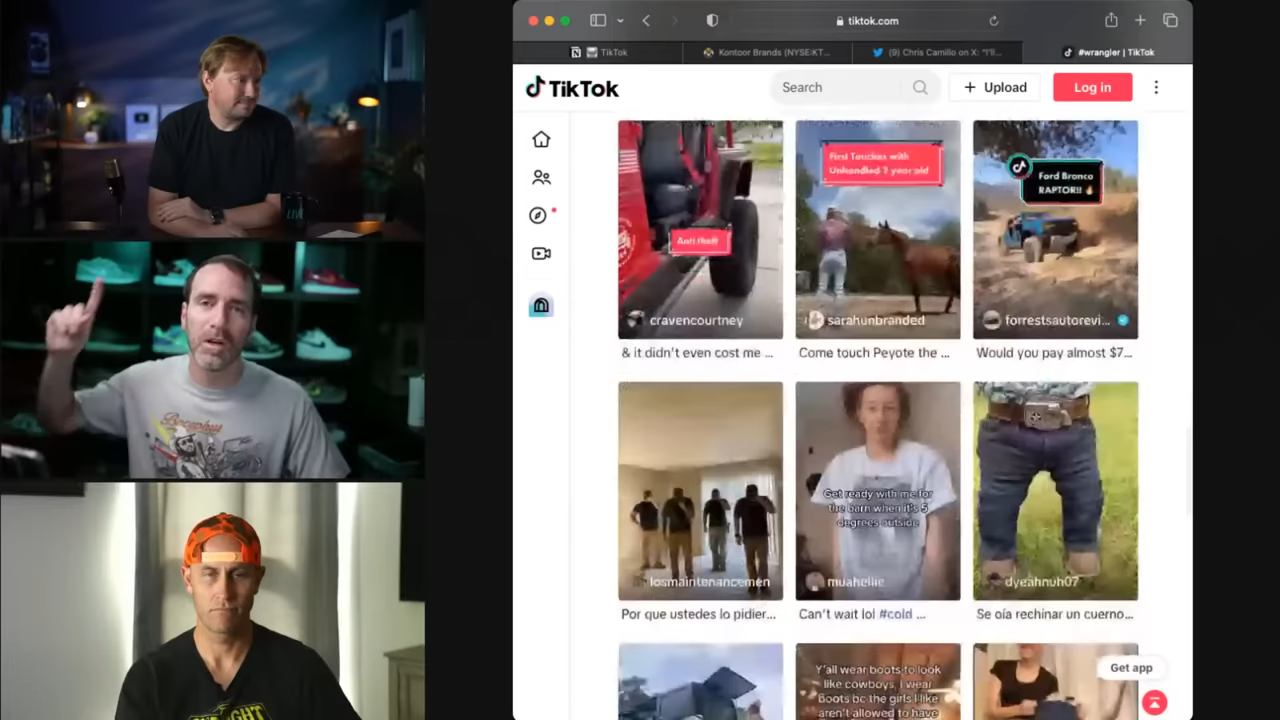 tiktok.com
TikTok
Kontoor Brands (NYSE:KT...
(9) Chris Camillo on X: "I'll...
#wrangler | TikTok
TikTok
Search
Upload
Log in
First Touches with
Unhandled 2 year old
Ford Bronco
RAPTOR!! 🔥
Anti theft
cravencourtney
sarahunbranded
forrestsautorevi...
& it didn't even cost me ...
Come touch Peyote the ...
Would you pay almost $7...
Get ready with me for
the barn when it's 5
degrees outside
losmaintenancemen
muahellie
dyeahnuh07
Por que ustedes lo pidier...
Can't wait lol #cold ...
Se oía rechinar un cuerno...
Y'all wear boots to look
like cowboys, I wear
Boots bc the girls I like
aren't allowed to have
Get app
LIVE